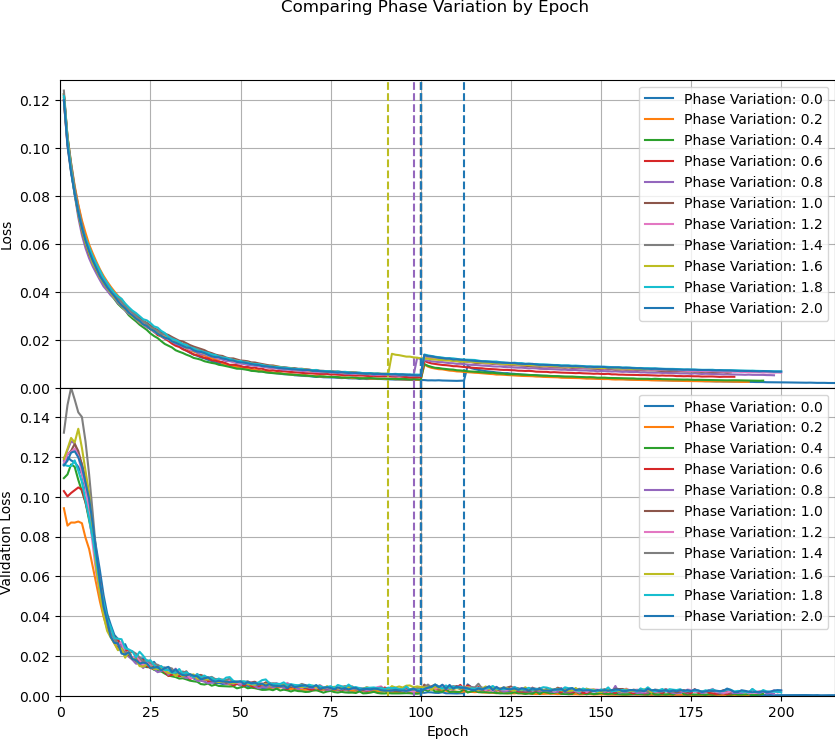 Comparing Phase Variation by Epoch
0.12
0.10
0.08
0.06
0.04
0.02
0.00
Loss
Phase Variation: 0.0
Phase Variation: 0.2
Phase Variation: 0.4
Phase Variation: 0.6
Phase Variation: 0.8
Phase Variation: 1.0
Phase Variation: 1.2
Phase Variation: 1.4
Phase Variation: 1.6
Phase Variation: 1.8
Phase Variation: 2.0
0.14
0.12
0.10
0.08
0.06
0.04
0.02
0.00
Validation Loss
Phase Variation: 0.0
Phase Variation: 0.2
Phase Variation: 0.4
Phase Variation: 0.6
Phase Variation: 0.8
Phase Variation: 1.0
Phase Variation: 1.2
Phase Variation: 1.4
Phase Variation: 1.6
Phase Variation: 1.8
Phase Variation: 2.0
0 25 50 75 100 125 150 175 200
Epoch